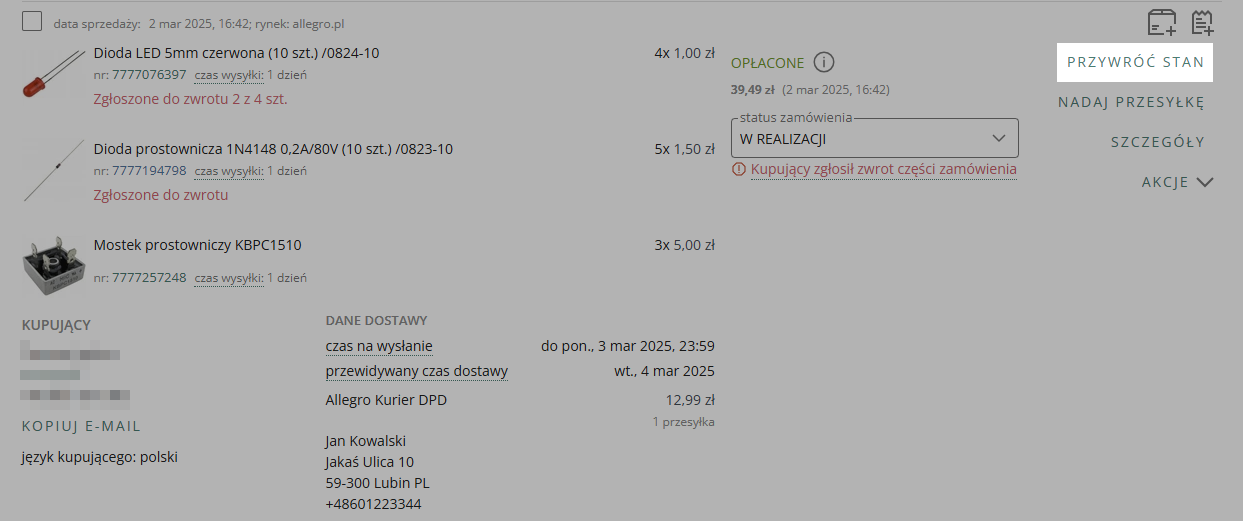 data sprzedaży: 2 mar 2025, 16:42; rynek: allegro.pl
Dioda LED 5mm czerwona (10 szt.) /0824-10 4x 1,00 zł
nr: 7777076397 czas wysyłki: 1 dzień
Zgłoszone do zwrotu 2 z 4 szt.
Dioda prostownicza 1N4148 0,2A/80V (10 szt.) /0823-10 5x 1,50 zł
nr: 7777194798 czas wysyłki: 1 dzień
Zgłoszone do zwrotu
Mostek prostowniczy KBPC1510 3x 5,00 zł
nr: 7777257248 czas wysyłki: 1 dzień
OPŁACONE
39,49 zł (2 mar 2025, 16:42)
status zamówienia
W REALIZACJI
Kupujący zgłosił zwrot części zamówienia
PRZYWRÓĆ STAN
NADAJ PRZESYŁKĘ
SZCZEGÓŁY
AKCJE
KUPUJĄCY
KOPIUJ E-MAIL
język kupującego: polski
DANE DOSTAWY
czas na wysłanie do pon., 3 mar 2025, 23:59
przewidywany czas dostawy wt., 4 mar 2025
Allegro Kurier DPD 12,99 zł
1 przesyłka
Jan Kowalski
Jakaś Ulica 10
59-300 Lubin PL
+48601223344